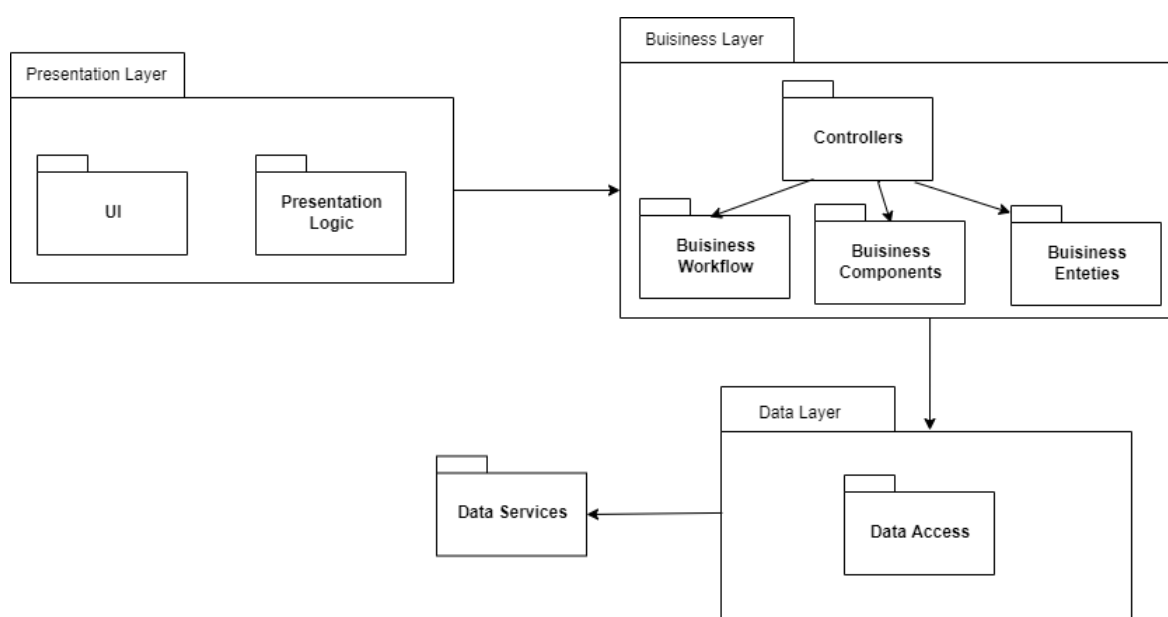 Presentation Layer
UI
Presentation
Logic
Buisiness Layer
Controllers
Buisiness
Workflow
Buisiness
Components
Buisiness
Enteties
Data Layer
Data Services
Data Access